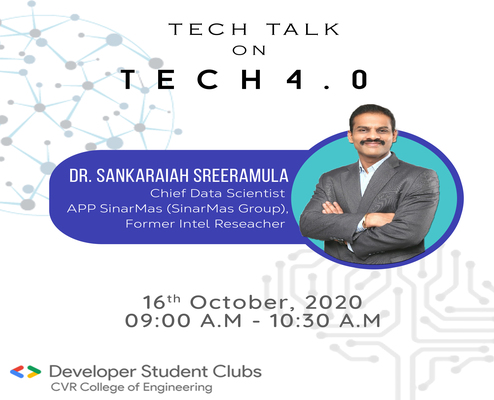 TECH TALK
ON
TECH4.0
DR. SANKARAIAH SREERAMULA
Chief Data Scientist
APP SinarMas (SinarMas Group),
Former Intel Reseacher
16th October, 2020
09:00 A.M - 10:30 A.M
Developer Student Clubs
CVR College of Engineering